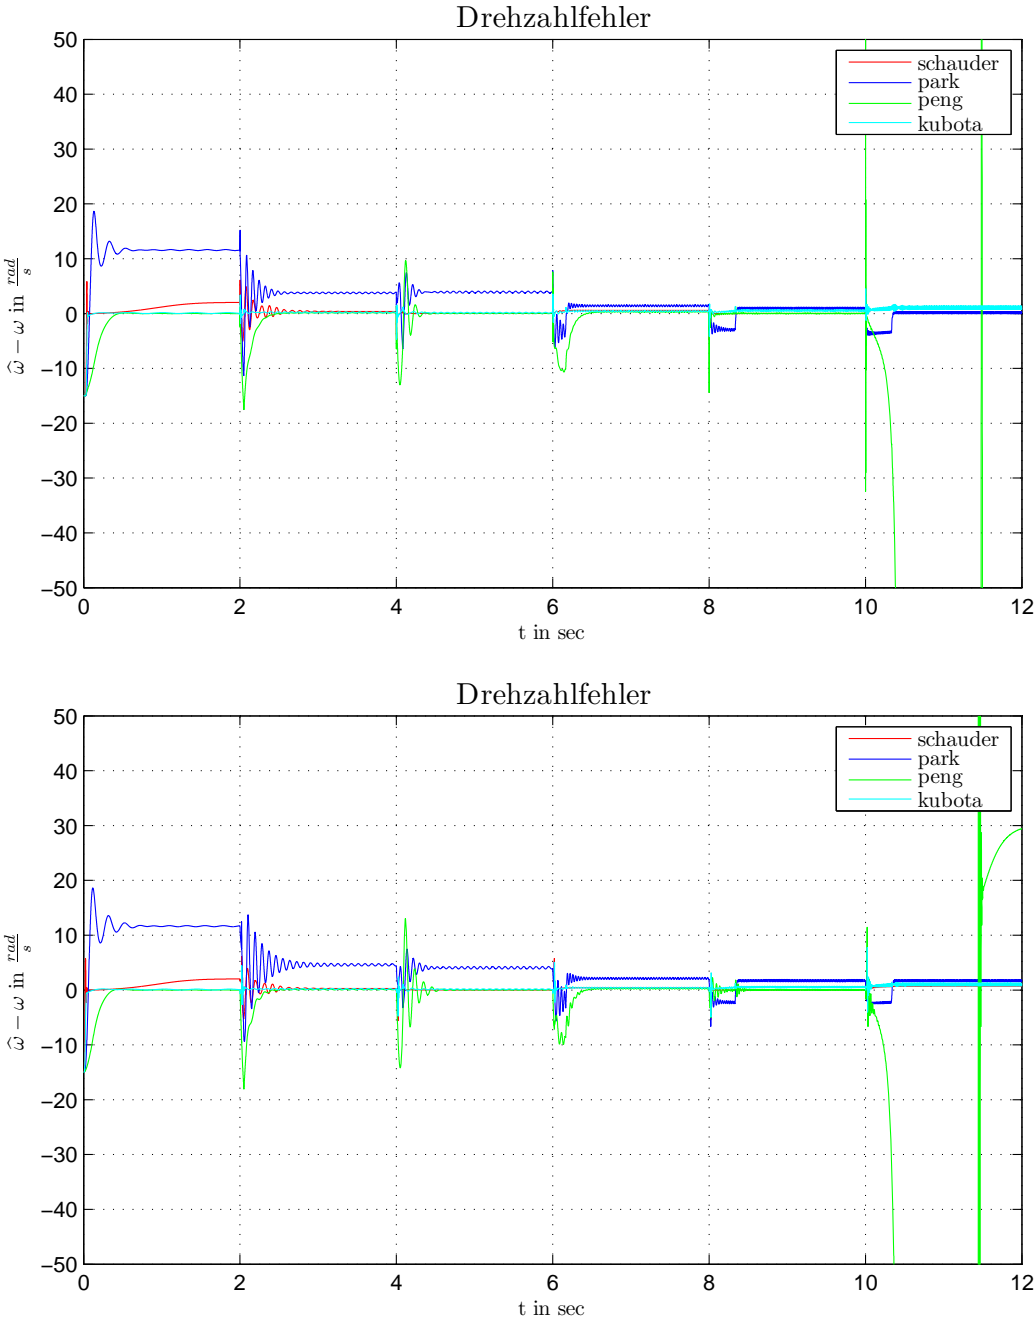 Drehzahlfehler
50
40
30
20
10
0
−10
−20
−30
−40
−50
ω̂ − ω in rad/s
schauder
park
peng
kubota
0 2 4 6 8 10 12
t in sec
Drehzahlfehler
50
40
30
20
10
0
−10
−20
−30
−40
−50
ω̂ − ω in rad/s
schauder
park
peng
kubota
0 2 4 6 8 10 12
t in sec